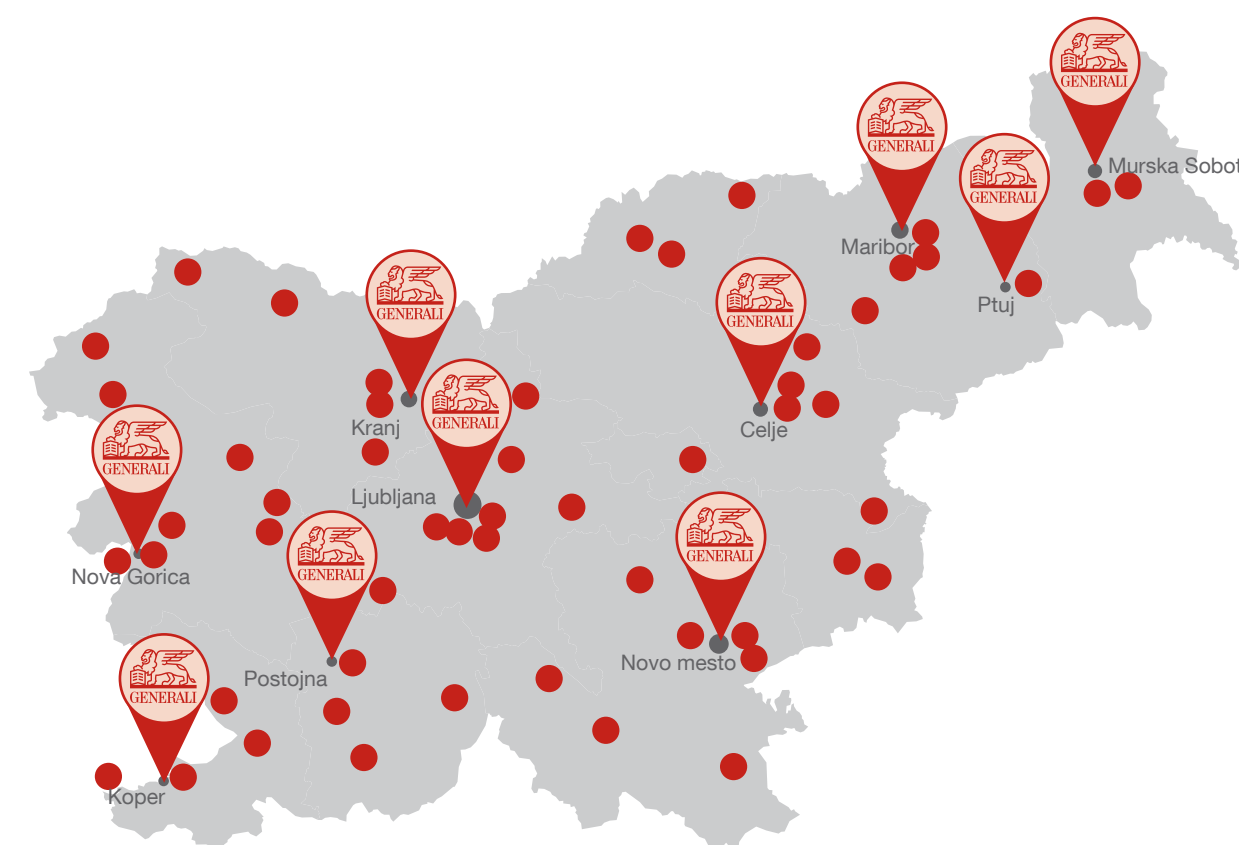 GENERALI
Murska Sobot
GENERALI
Maribor
GENERALI
Ptuj
GENERALI
Kranj
GENERALI
Celje
GENERALI
Ljubljana
GENERALI
Nova Gorica
GENERALI
Novo mesto
GENERALI
Postojna
GENERALI
Koper